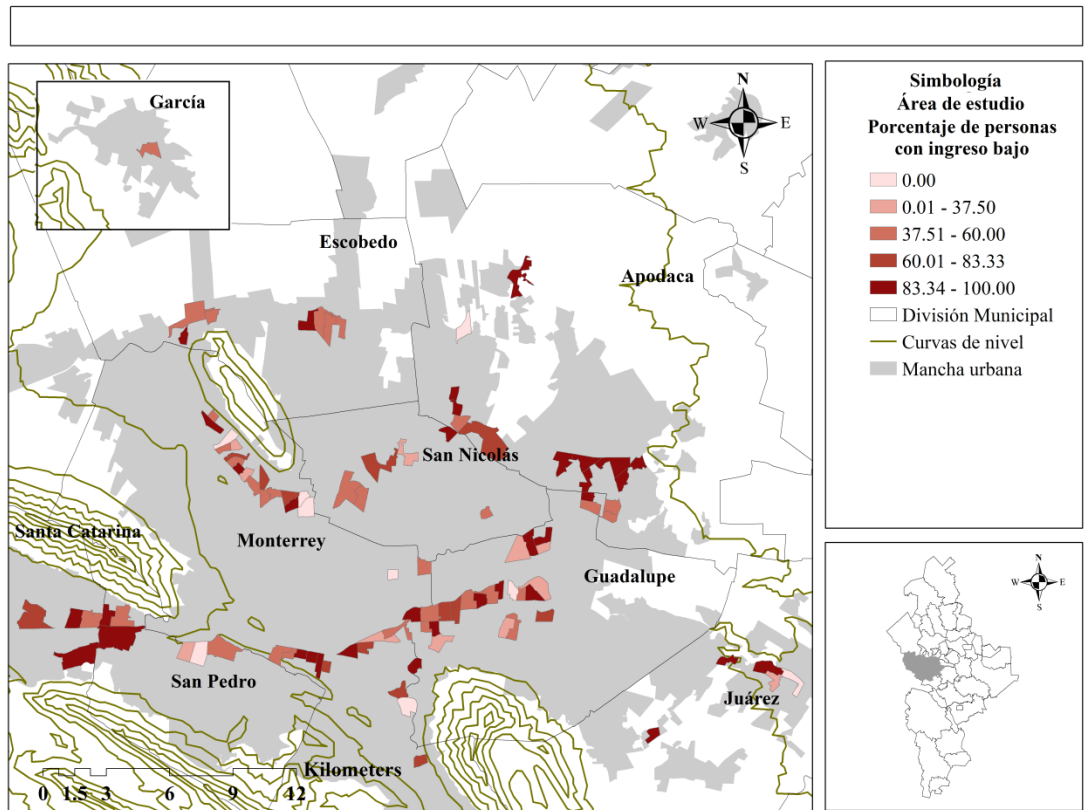 García
N
W
E
S
Escobedo
Apodaca
San Nicolás
Santa Catarina
Monterrey
Guadalupe
San Pedro
Juárez
Kilometers
0 1.5 3 6 9 12
Simbología
Área de estudio
Porcentaje de personas
con ingreso bajo
0.00
0.01 - 37.50
37.51 - 60.00
60.01 - 83.33
83.34 - 100.00
División Municipal
Curvas de nivel
Mancha urbana
N
W
E
S